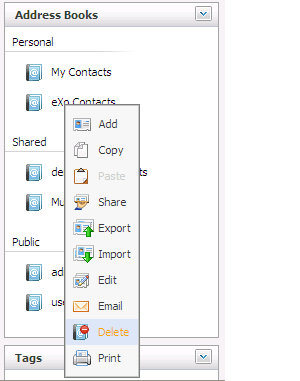 Address Books
Personal
My Contacts
eXo Contacts
Add
Copy
Shared
Paste
Share
Export
Public
Import
Edit
Email
Delete
Tags
Print